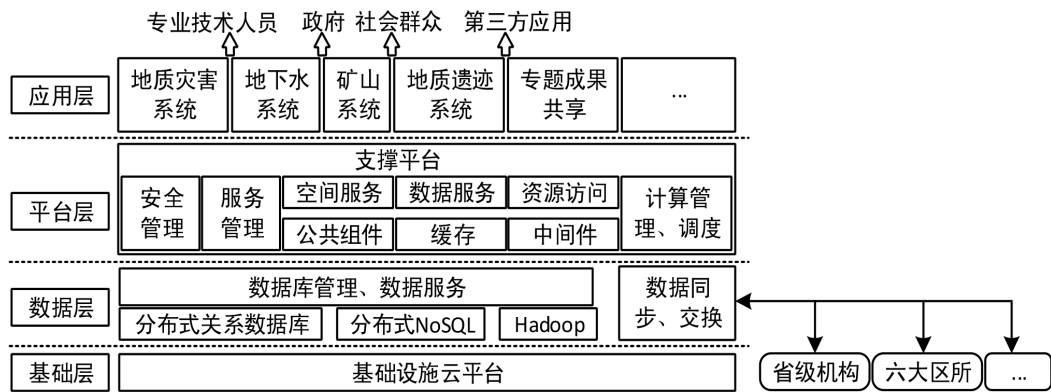 专业技术人员 政府 社会群众 第三方应用
应用层
地质灾害
系统
地下水
系统
矿山
系统
地质遗迹
系统
专题成果
共享
...
平台层
支撑平台
安全
管理
服务
管理
空间服务
数据服务
资源访问
公共组件
缓存
中间件
计算管
理、调度
数据层
数据库管理、数据服务
分布式关系数据库
分布式NoSQL
Hadoop
数据同
步、交换
基础层
基础设施云平台
省级机构
六大区所
...